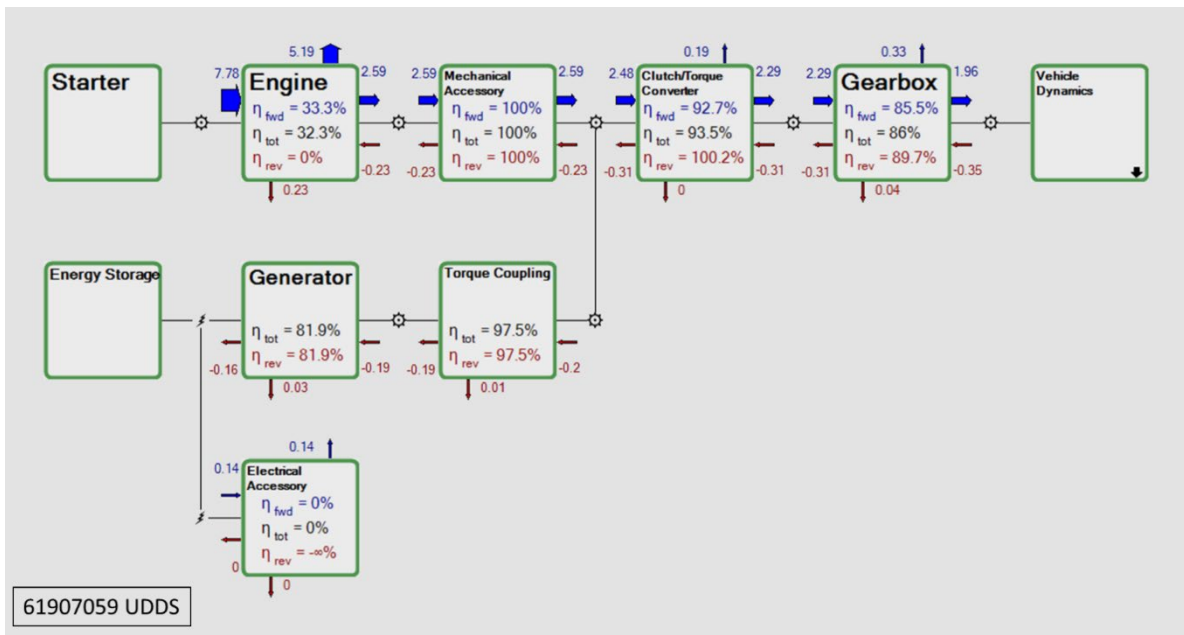 5.19
0.19
0.33
Starter
7.78
Engine
2.59
2.59
Mechanical
Accessory
2.59
2.48
Clutch/Torque
Converter
2.29
2.29
Gearbox
1.96
Vehicle
Dynamics
η fwd = 33.3%
η tot = 32.3%
η rev = 0%
η fwd = 100%
η tot = 100%
η rev = 100%
η fwd = 92.7%
η tot = 93.5%
η rev = 100.2%
η fwd = 85.5%
η tot = 86%
η rev = 89.7%
-0.23
-0.23
-0.23
-0.31
-0.31
-0.31
-0.35
0.23
0
0.04
Energy Storage
Generator
Torque Coupling
η tot = 81.9%
η rev = 81.9%
η tot = 97.5%
η rev = 97.5%
-0.16
-0.19
-0.19
-0.2
0.03
0.01
0.14
0.14
Electrical
Accessory
η fwd = 0%
η tot = 0%
η rev = -∞%
0
0
61907059 UDDS